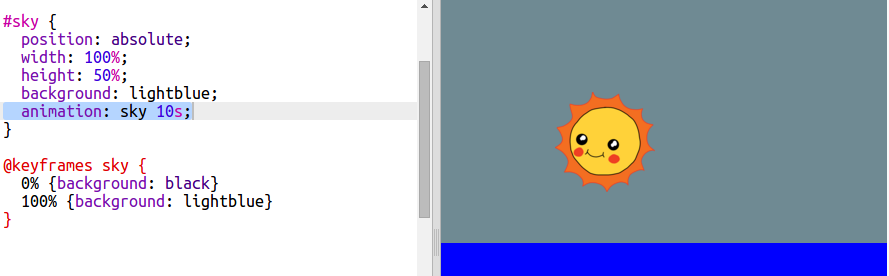 #sky {
  position: absolute;
  width: 100%;
  height: 50%;
  background: lightblue;
  animation: sky 10s;
}

@keyframes sky {
  0% {background: black}
  100% {background: lightblue}
}